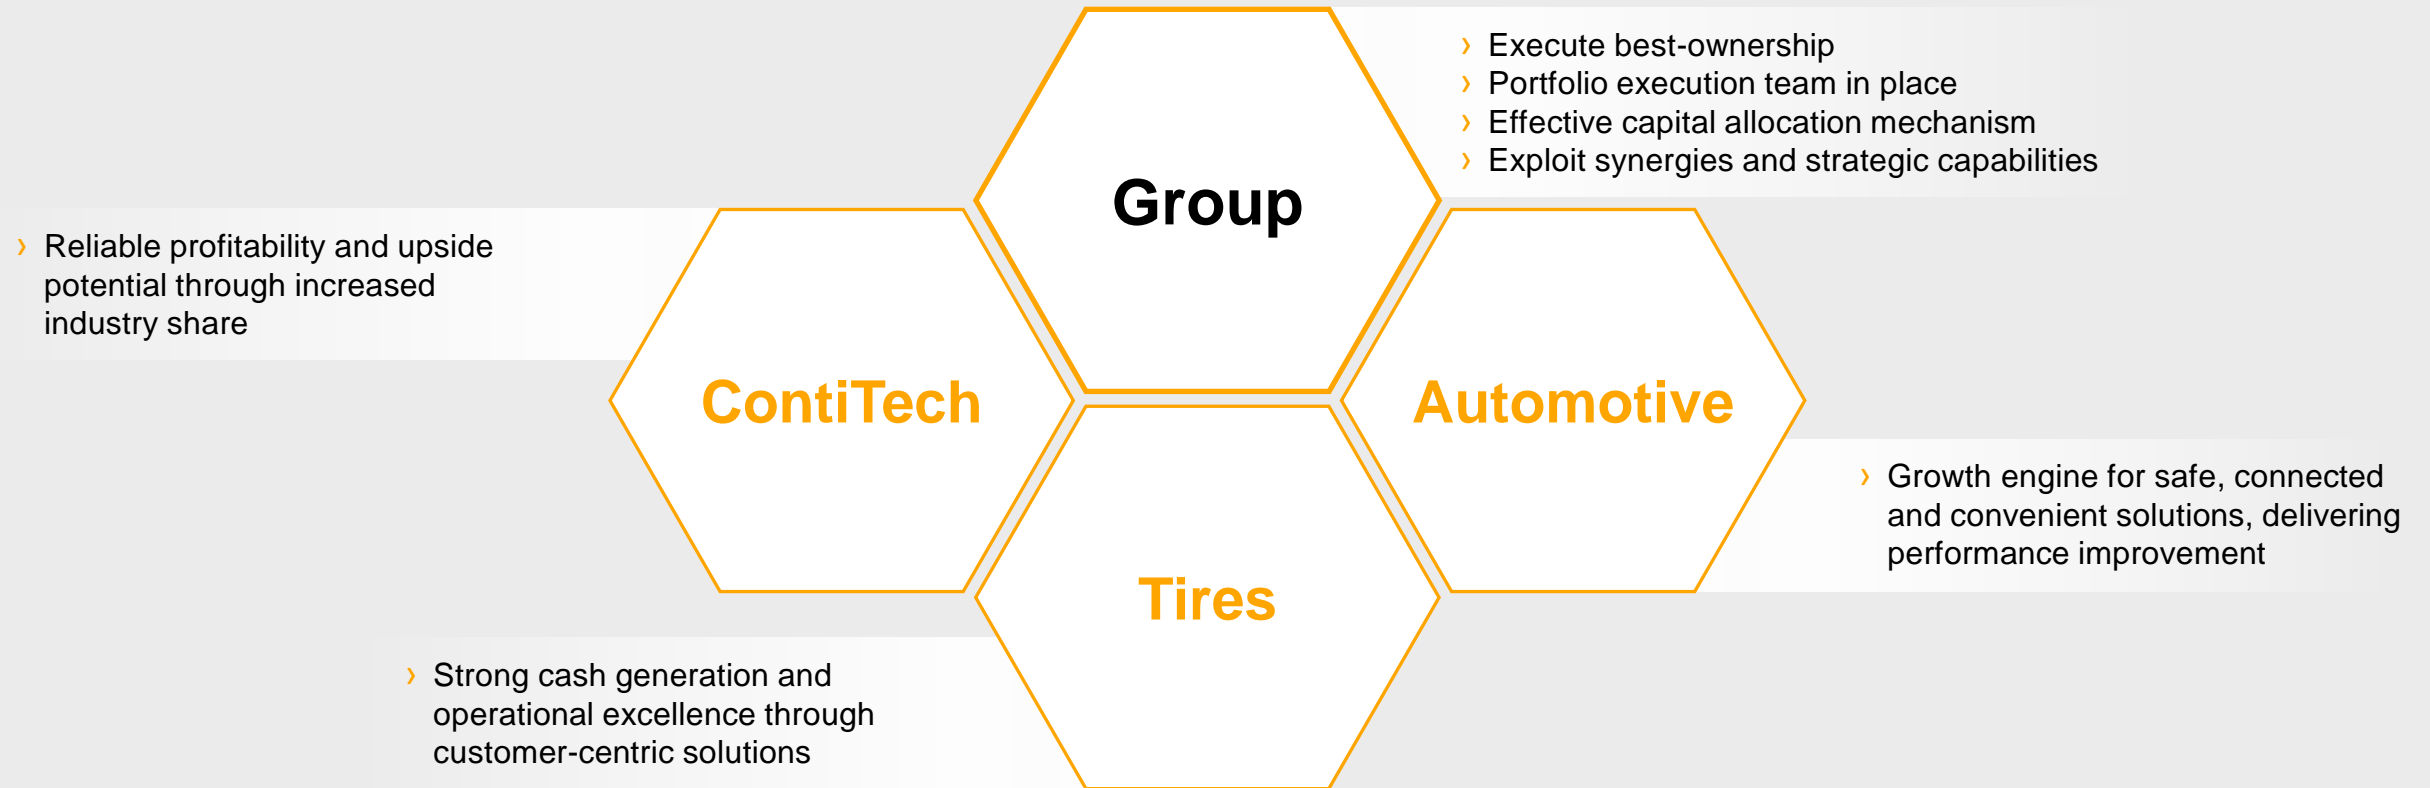 › Execute best-ownership
› Portfolio execution team in place
› Effective capital allocation mechanism
› Exploit synergies and strategic capabilities
Group
› Reliable profitability and upside
potential through increased
industry share
ContiTech
Automotive
› Growth engine for safe, connected
and convenient solutions, delivering
performance improvement
Tires
› Strong cash generation and
operational excellence through
customer-centric solutions